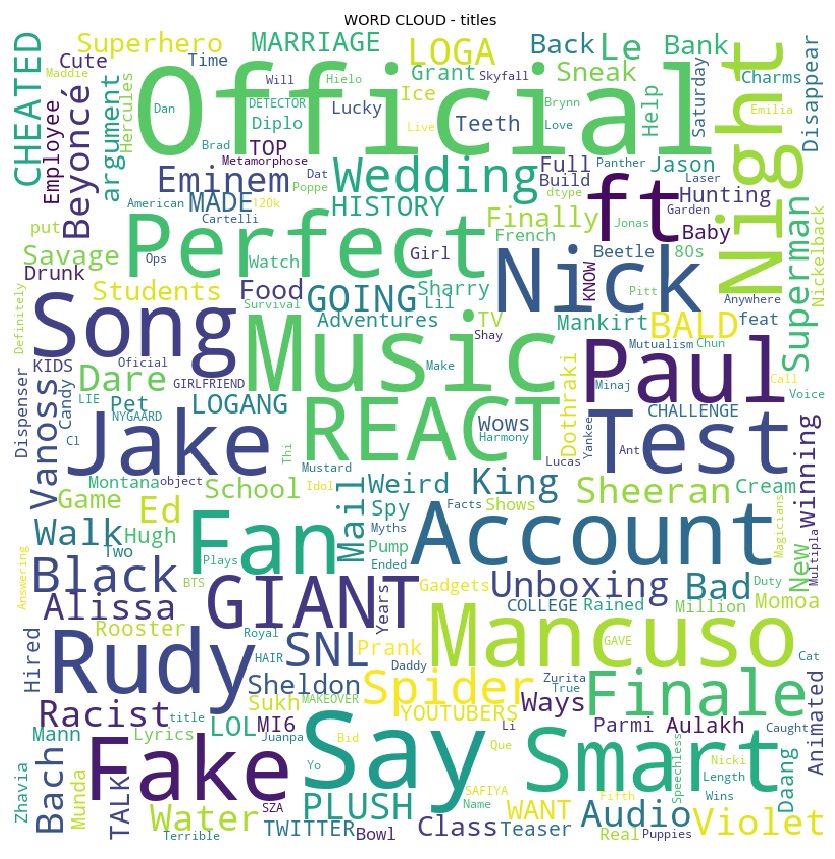 WORD CLOUD - titles
CHEATED
Cute
Superhero
Time
MARRIAGE
LOGA
Back
Le
Bank
Maddie
Employee
Beyoncé
argument
Hercules
Official
Dan
Will
DETECTOR
Hielo
Grant
Skyfall
Sneak
Ice
Brynn
Help
Saturday
Night
Charms
Emilia
Disappear
Diplo
Lucky
Live
Teeth
Love
Brad
TOP
Metamorphose
Eminem
Dat
Poppe
Wedding
Full
Panther
Jason
Laser
Build
dtype
Hunting
American
MADE
120k
HISTORY
ft
Garden
Cartelli
Finally
Jonas
Baby
Superman
Nickelback
put
Perfect
Ops
Girl
French
Beetle
80s
Savage
Watch
Nick
KNOW
Pitt
Anywhere
Drunk
Students
Food
Sharry
Survival
GOING
Lil
TV
Mankirt
BALD
feat
Definitely
Song
Adventures
Shay
Mutualism
Chun
Oficial
Music
Make
Paul
Call
KIDS
GIRLFRIEND
Dare
Dothraki
Minaj
Voice
Dispenser
Candy
LIE
Pet
LOGANG
REACT
CHALLENGE
Vanoss
NYGAARD
Jake
Wows
Harmony
Yankee
Test
Cl
Thi
Ant
winning
Mustard
Lucas
Montana
object
School
Idol
Weird
King
Sheeran
Cream
Game
Ed
Mail
Spy
Facts
Shows
Magicians
Walk
Hugh
Fan
Myths
Account
New
Multipla
Two
Plays
Pump
Ended
Answering
Black
BTS
Gadgets
Unboxing
Bad
Duty
Alissa
GIANT
Years
COLLEGE
Rained
Million
Momoa
Rooster
Royal
Mancuso
Hired
Rudy
HAIR
SNL
Prank
GAVE
Daddy
Cat
Sheldon
Spider
Zurita
True
Finale
Sukh
MAKEOVER
Ways
Racist
title
YOUTUBERS
Mann
Lyrics
LOL
MI6
Li
Parmi
Aulakh
Caught
Animated
Juanpa
Bid
Say
Que
Smart
Speechless
Nicki
Zhavia
Bach
Munda
TALK
Fake
Yo
SAFIYA
Length
Daang
Name
Fifth
Wins
Water
SZA
PLUSH
WANT
Audio
Violet
Terrible
TWITTER
Bowl
Class
Teaser
Real
Puppies